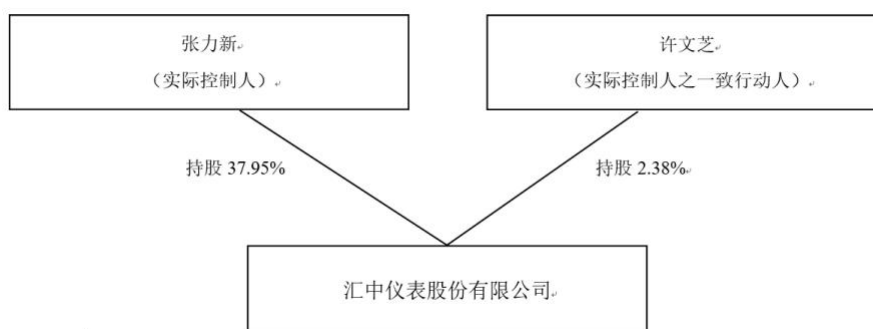 张力新
（实际控制人）
许文芝
（实际控制人之一致行动人）
持股 37.95%
持股 2.38%
汇中仪表股份有限公司